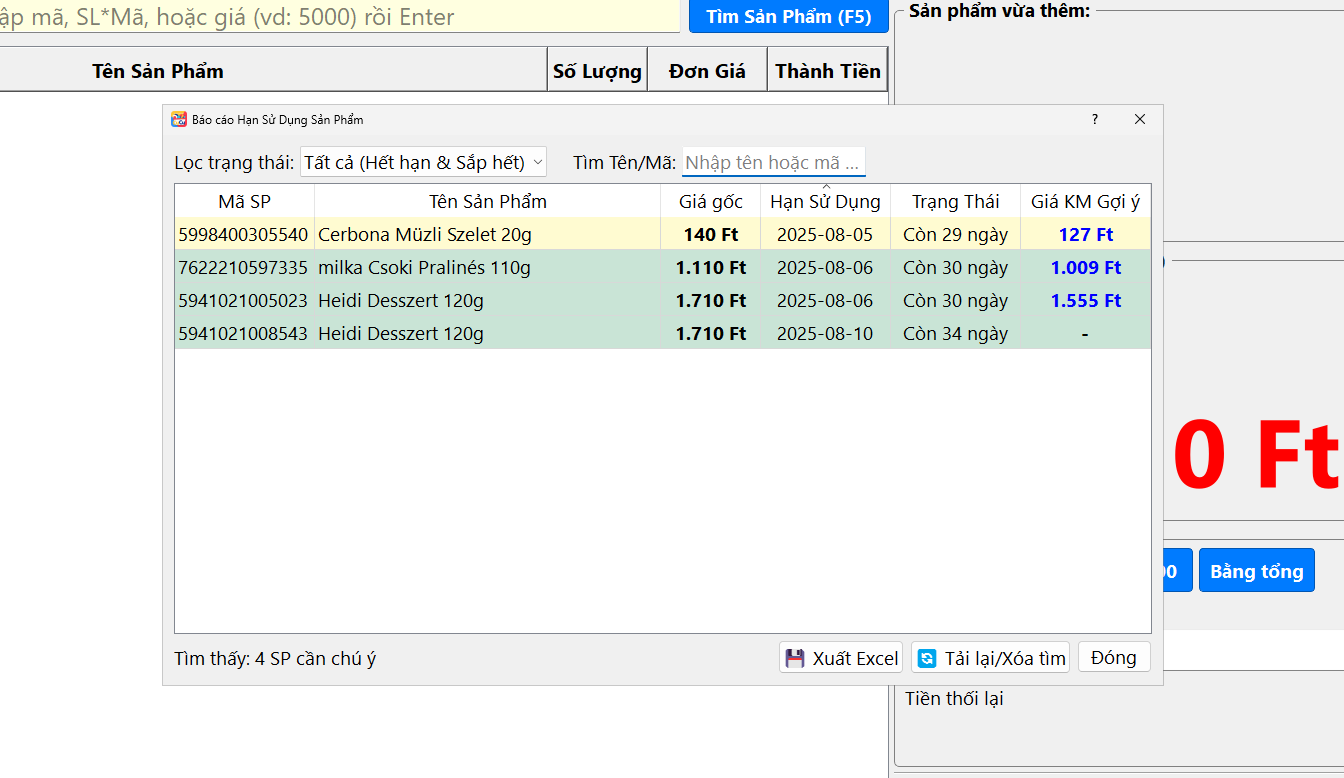 ập mã, SL*Mã, hoặc giá (vd: 5000) rồi Enter
Tìm Sản Phẩm (F5)
Sản phẩm vừa thêm:
Tên Sản Phẩm Số Lượng Đơn Giá Thành Tiền
Báo cáo Hạn Sử Dụng Sản Phẩm ?
Lọc trạng thái: Tất cả (Hết hạn & Sắp hết) Tìm Tên/Mã: Nhập tên hoặc mã ...
Mã SP Tên Sản Phẩm Giá gốc Hạn Sử Dụng Trạng Thái Giá KM Gợi ý
5998400305540 Cerbona Müzli Szelet 20g 140 Ft 2025-08-05 Còn 29 ngày 127 Ft
7622210597335 milka Csoki Pralinés 110g 1.110 Ft 2025-08-06 Còn 30 ngày 1.009 Ft
5941021005023 Heidi Desszert 120g 1.710 Ft 2025-08-06 Còn 30 ngày 1.555 Ft
5941021008543 Heidi Desszert 120g 1.710 Ft 2025-08-10 Còn 34 ngày -
0 Ft
00 Bằng tổng
Tìm thấy: 4 SP cần chú ý Xuất Excel Tải lại/Xóa tìm Đóng
Tiền thối lại